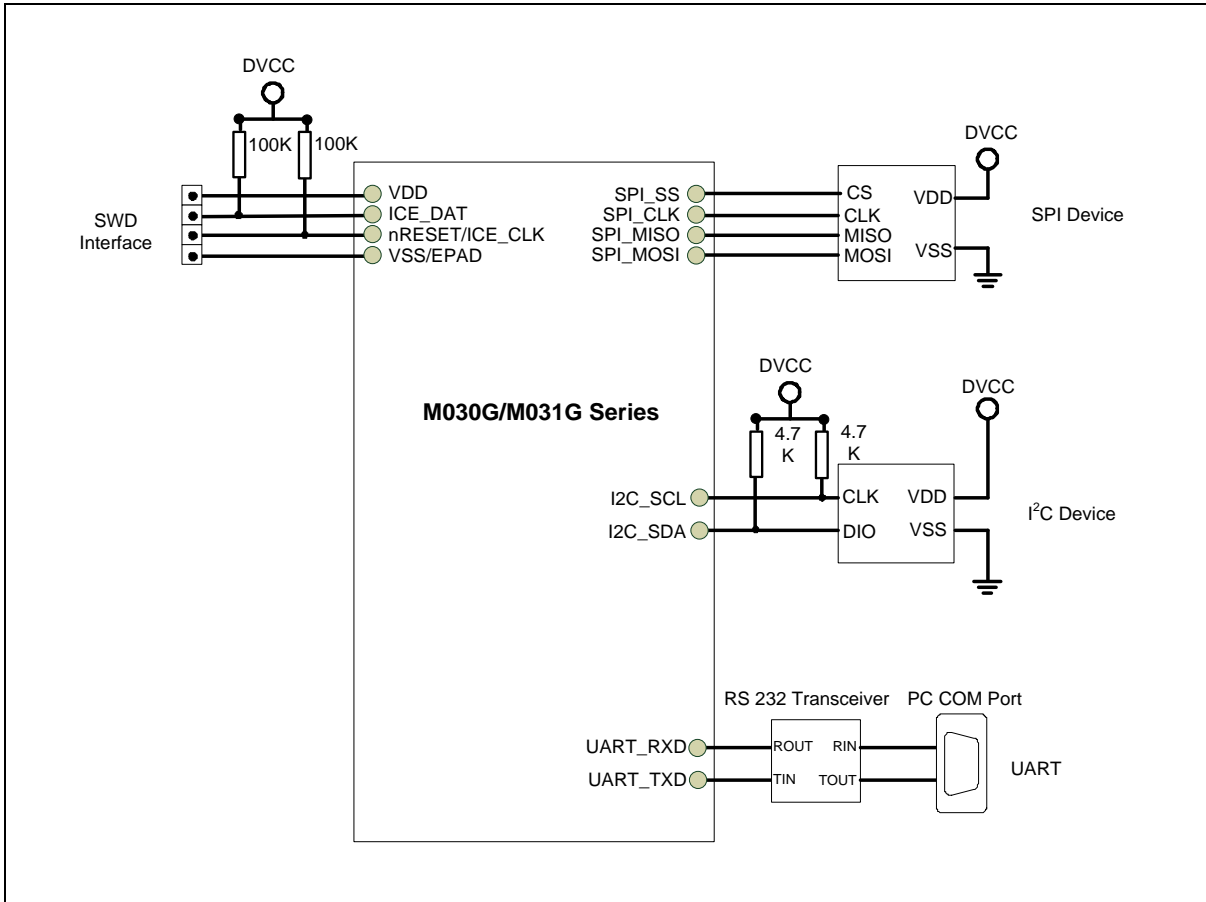 DVCC
100K
100K
SWD
Interface
VDD
ICE_DAT
nRESET/ICE_CLK
VSS/EPAD
SPI_SS
SPI_CLK
SPI_MISO
SPI_MOSI
CS
CLK
MISO
MOSI
VDD
VSS
DVCC
SPI Device
M030G/M031G Series
DVCC
4.7
K
4.7
K
I2C_SCL
I2C_SDA
CLK
DIO
VDD
VSS
DVCC
I²C Device
RS 232 Transceiver
PC COM Port
UART_RXD
UART_TXD
ROUT
RIN
TIN
TOUT
UART